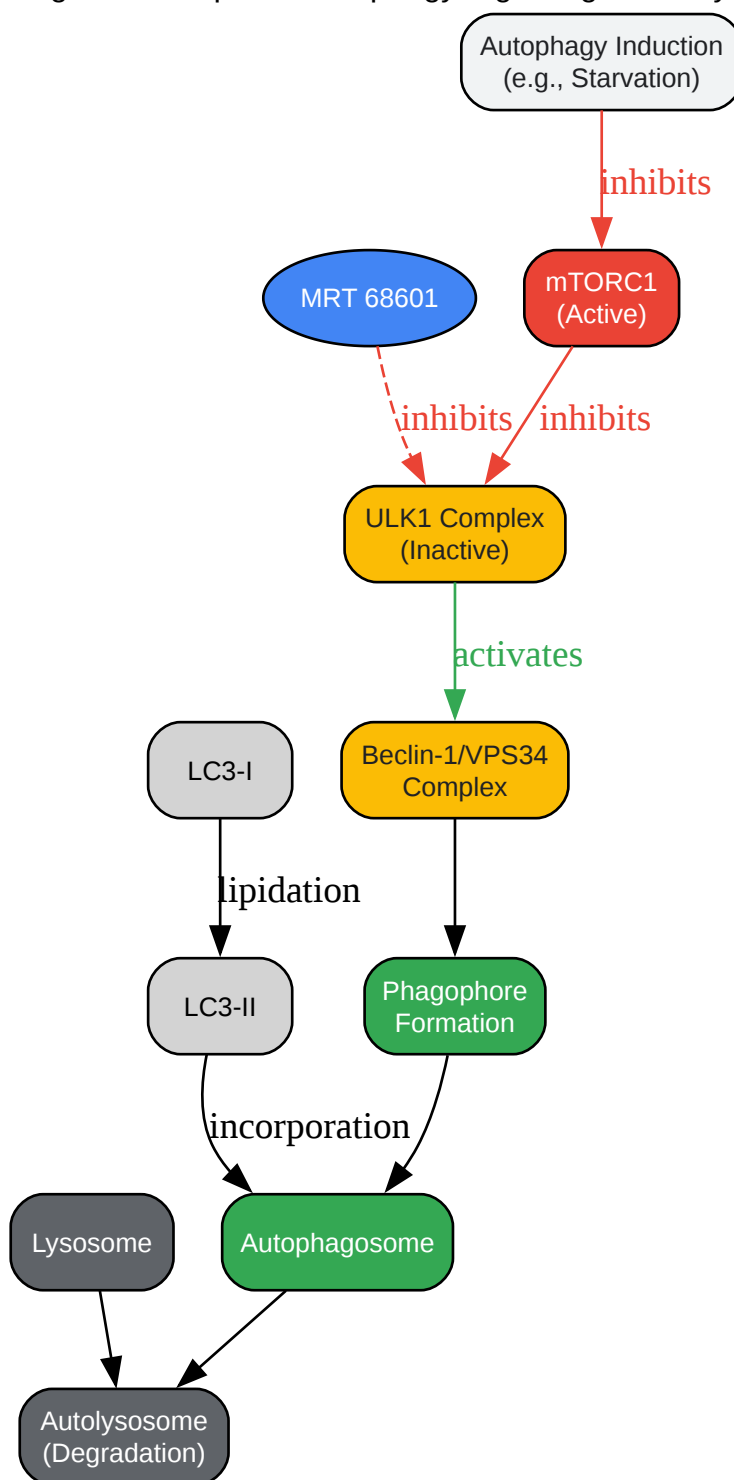 Autophagy Induction
(e.g., Starvation)
inhibits
MRT 68601
mTORC1
(Active)
inhibits
inhibits
ULK1 Complex
(Inactive)
activates
LC3-I
Beclin-1/VPS34
Complex
lipidation
LC3-II
Phagophore
Formation
incorporation
Lysosome
Autophagosome
Autolysosome
(Degradation)